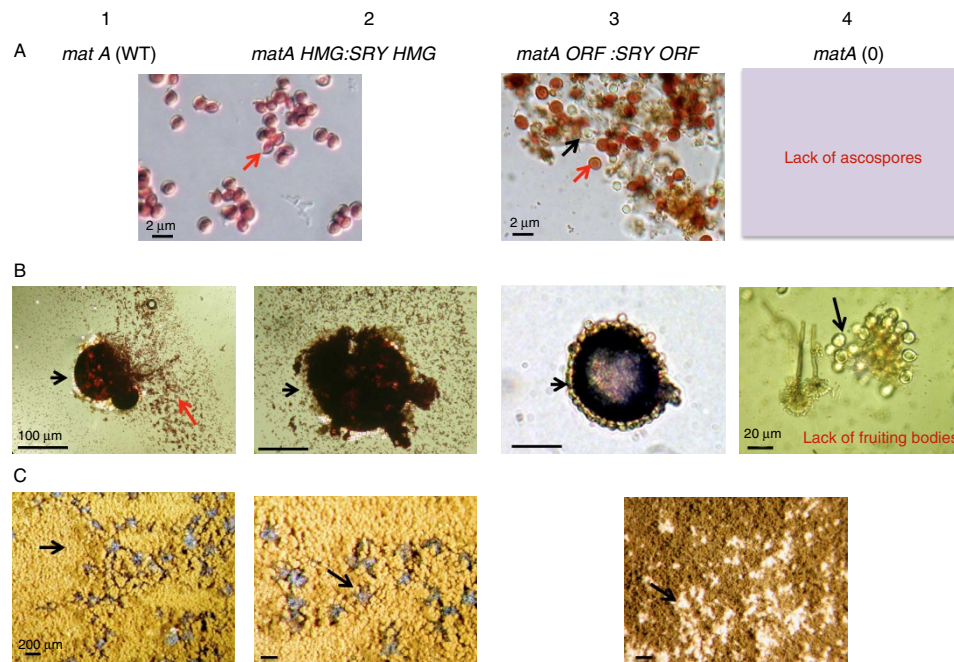 1 2 3 4
A mat A (WT) matA HMG:SRY HMG matA ORF :SRY ORF matA (0)
Lack of ascospores
2 µm 2 µm
B
100 µm 20 µm Lack of fruiting bodies
C
200 µm